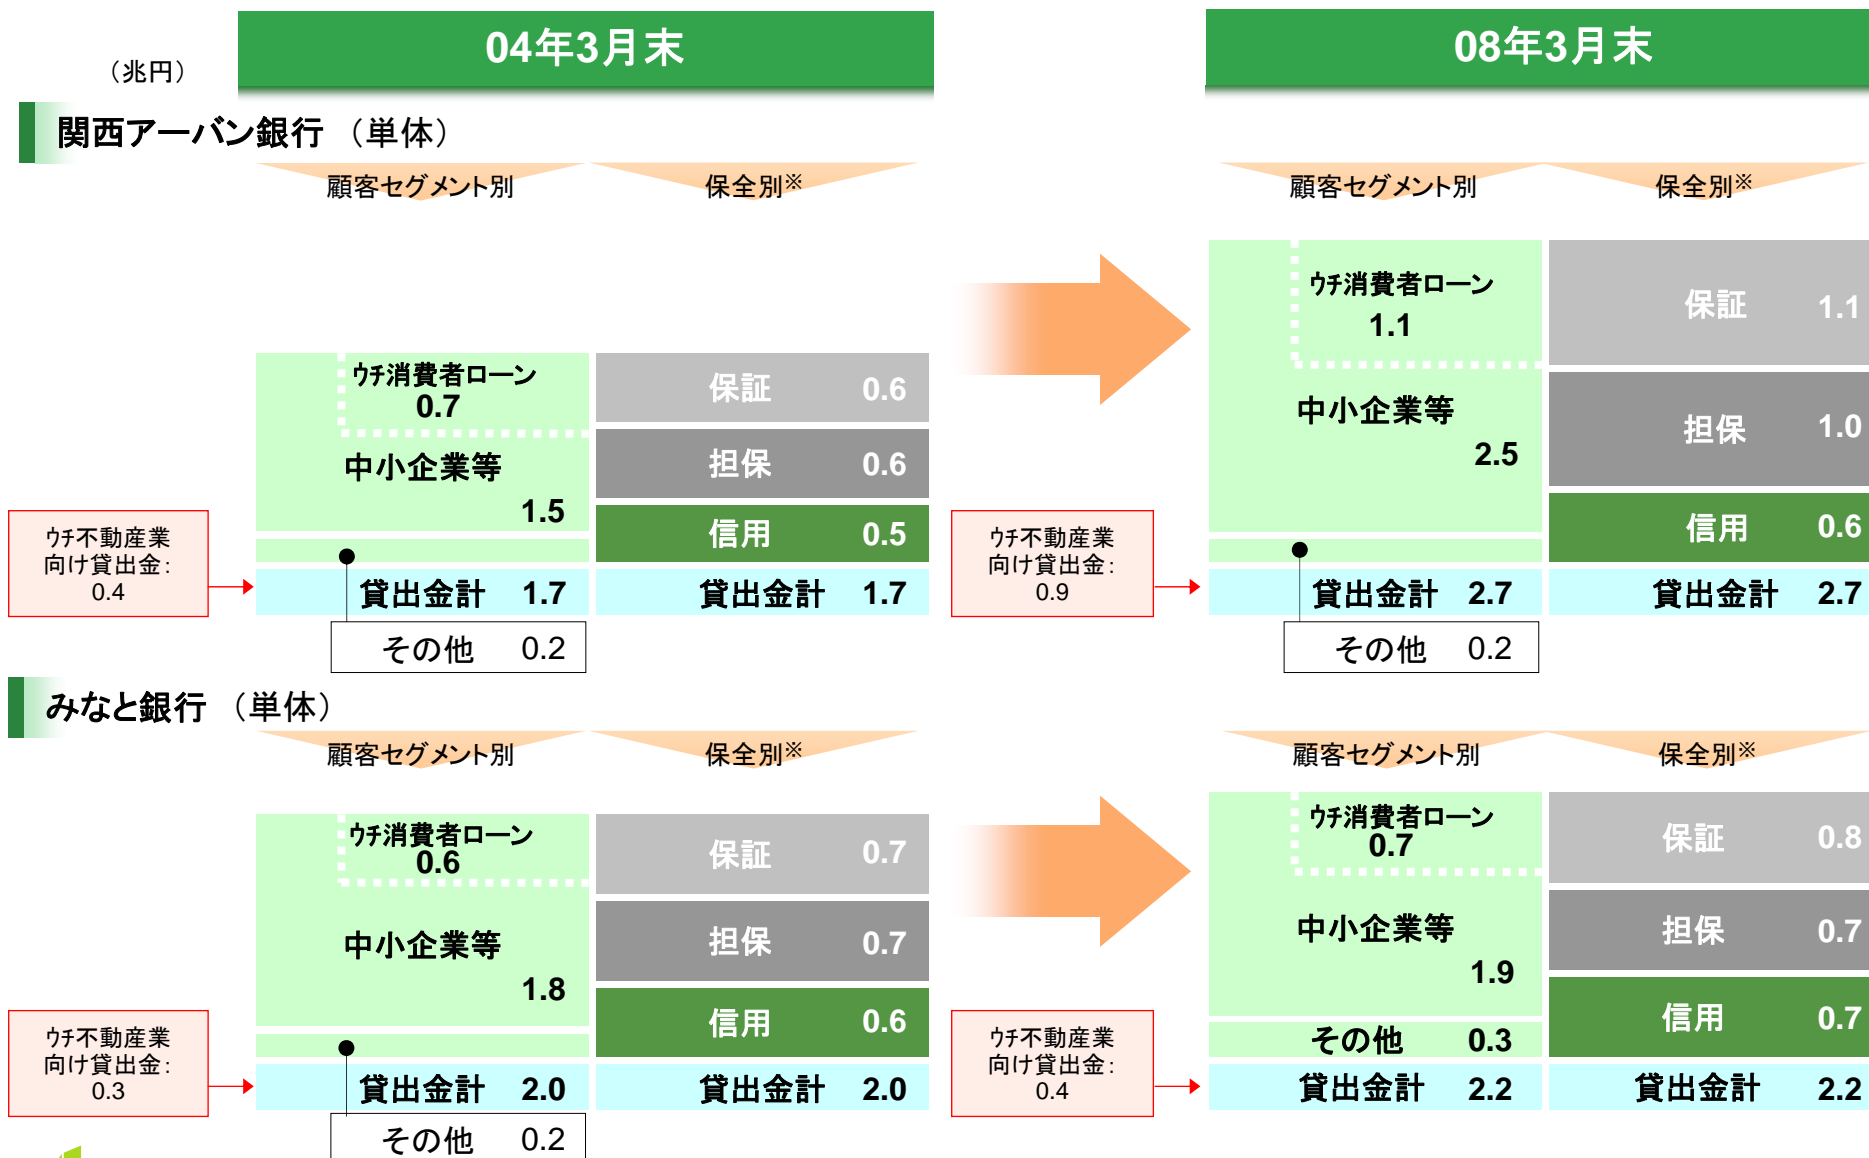 04年3月末
08年3月末
（兆円）
関西アーバン銀行 （単体）
顧客セグメント別
保全別※
顧客セグメント別
保全別※
ｳﾁ消費者ローン
0.7
中小企業等
1.5
保証 0.6
担保 0.6
信用 0.5
貸出金計 1.7
貸出金計 1.7
その他 0.2
ｳﾁ不動産業
向け貸出金：
0.4
ｳﾁ消費者ローン
1.1
中小企業等
2.5
保証 1.1
担保 1.0
信用 0.6
貸出金計 2.7
貸出金計 2.7
その他 0.2
ｳﾁ不動産業
向け貸出金：
0.9
みなと銀行 （単体）
顧客セグメント別
保全別※
顧客セグメント別
保全別※
ｳﾁ消費者ローン
0.6
中小企業等
1.8
保証 0.7
担保 0.7
信用 0.6
貸出金計 2.0
貸出金計 2.0
その他 0.2
ｳﾁ不動産業
向け貸出金：
0.3
ｳﾁ消費者ローン
0.7
中小企業等
1.9
その他 0.3
保証 0.8
担保 0.7
信用 0.7
貸出金計 2.2
貸出金計 2.2
ｳﾁ不動産業
向け貸出金：
0.4